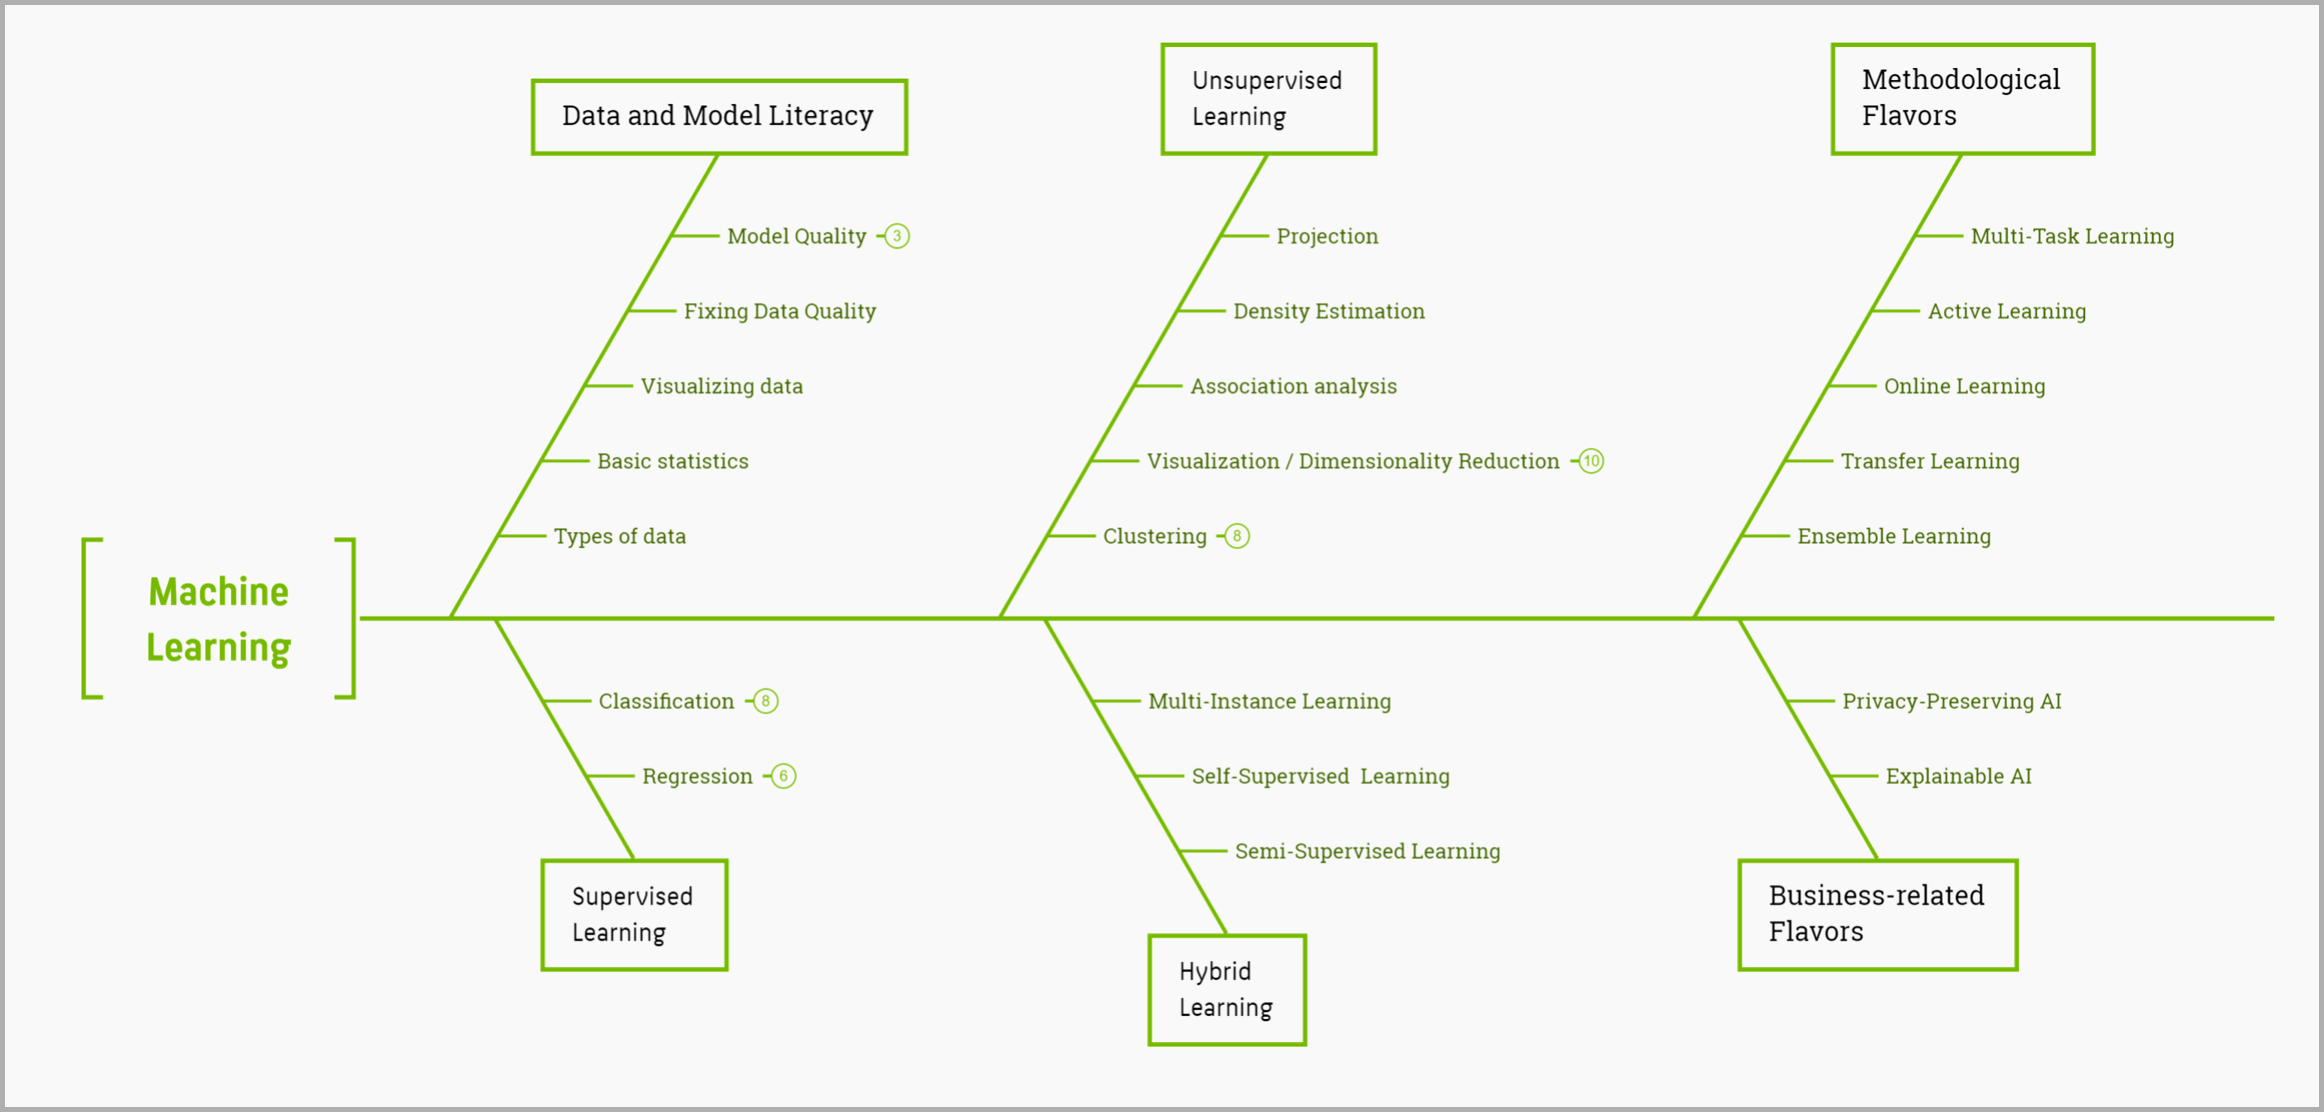 Machine
Learning
Data and Model Literacy
Model Quality 3
Fixing Data Quality
Visualizing data
Basic statistics
Types of data
Supervised
Learning
Classification 8
Regression 6
Unsupervised
Learning
Projection
Density Estimation
Association analysis
Visualization / Dimensionality Reduction 10
Clustering 8
Hybrid
Learning
Multi-Instance Learning
Self-Supervised  Learning
Semi-Supervised Learning
Methodological
Flavors
Multi-Task Learning
Active Learning
Online Learning
Transfer Learning
Ensemble Learning
Business-related
Flavors
Privacy-Preserving AI
Explainable AI